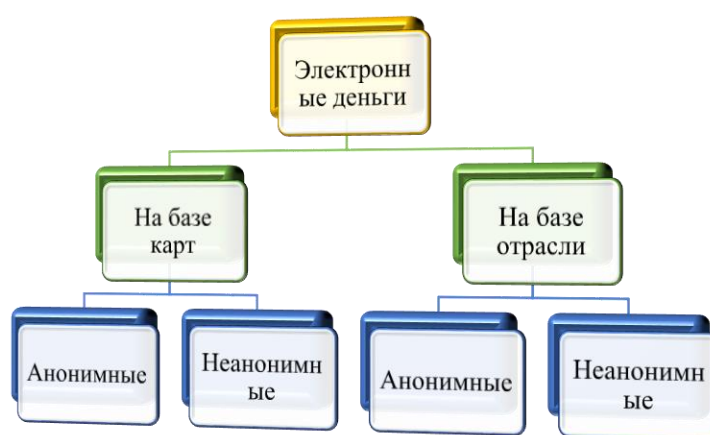 Электронн
ые деньги
На базе
карт
На базе
отрасли
Анонимные
Неанонимн
ые
Анонимные
Неанонимн
ые